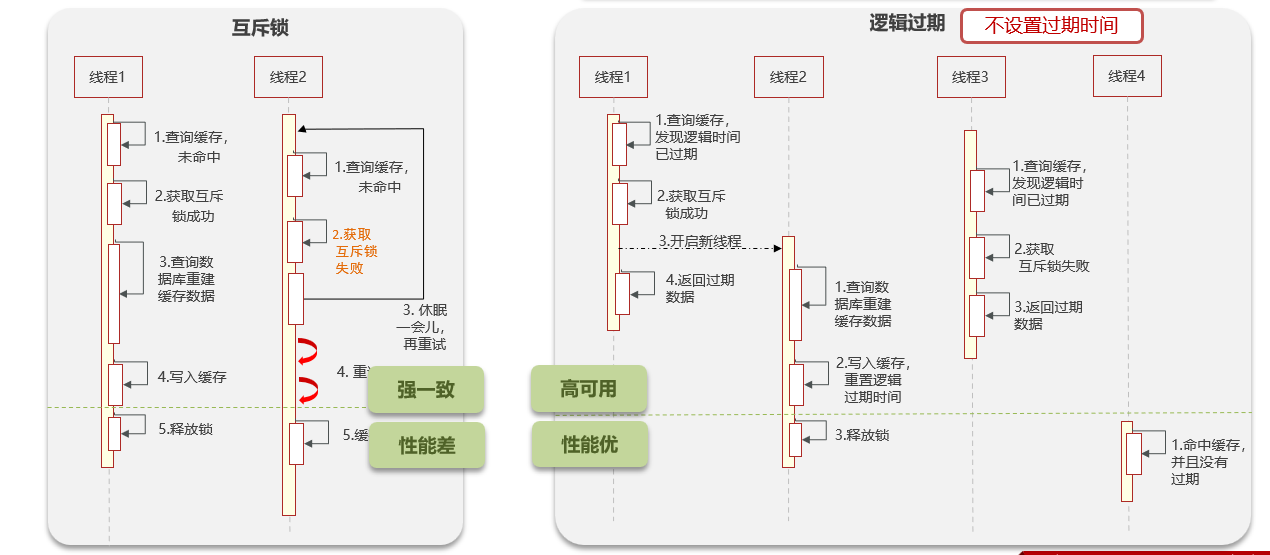 互斥锁
线程1
线程2
1.查询缓存，
未命中
2.获取互斥
锁成功
3.查询数
据库重建
缓存数据
4.写入缓存
5.释放锁
1.查询缓存，
未命中
2.获取
互斥锁
失败
3. 休眠
一会儿，
再重试
4. 重
5.缓
强一致
性能差
逻辑过期
不设置过期时间
线程1
线程2
线程3
线程4
1.查询缓存，
发现逻辑时间
已过期
2.获取互斥
锁成功
3.开启新线程
4.返回过期
数据
1.查询数
据库重建
缓存数据
2.写入缓存，
重置逻辑
过期时间
3.释放锁
1.查询缓存，
发现逻辑时
间已过期
2.获取
互斥锁失败
3.返回过期
数据
1.命中缓存，
并且没有
过期
高可用
性能优